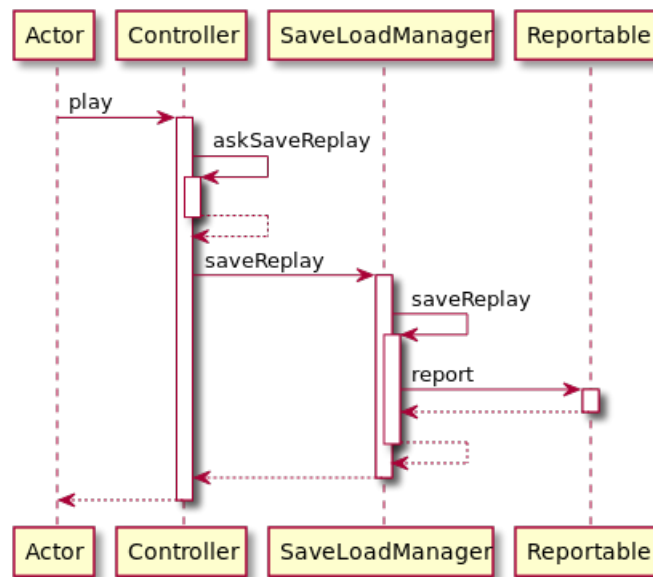 Actor
Controller
SaveLoadManager
Reportable
play
askSaveReplay
saveReplay
saveReplay
report
Actor
Controller
SaveLoadManager
Reportable